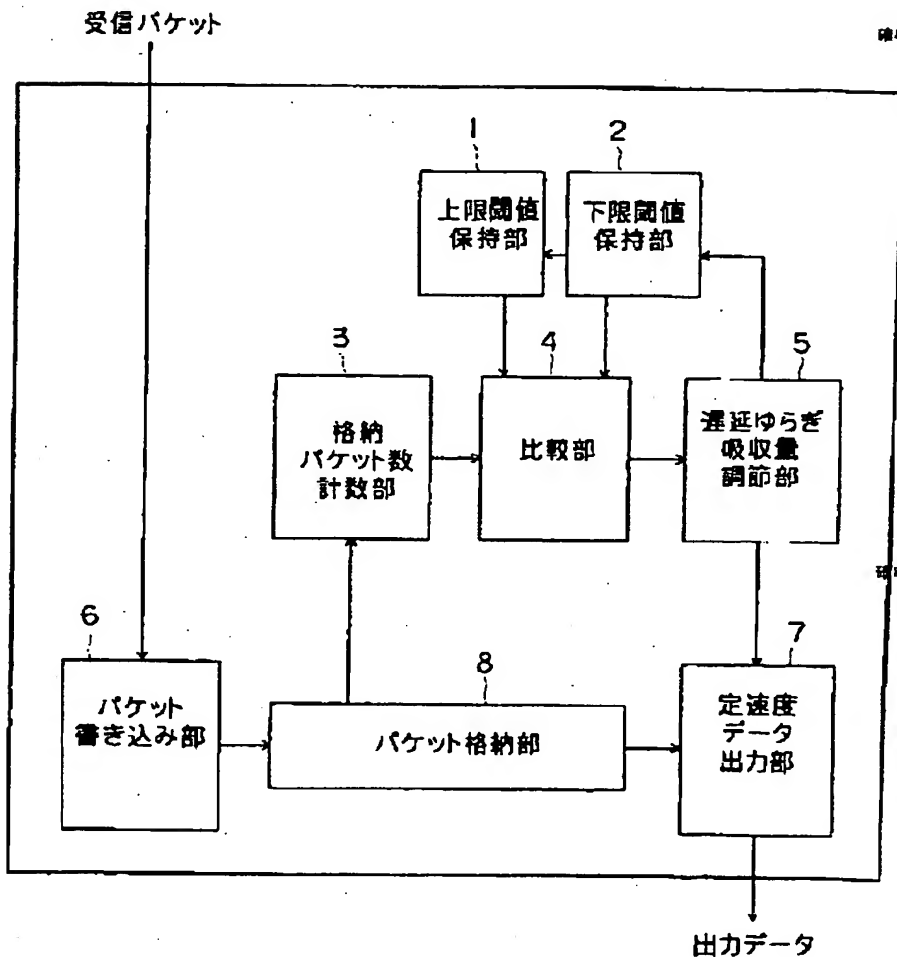 受信パケット
1
上限閾値
保持部
2
下限閾値
保持部
3
格納
パケット数
計数部
4
比較部
5
遅延ゆらぎ
吸収量
調節部
6
パケット
書き込み部
8
パケット格納部
7
定速度
データ
出力部
出力データ